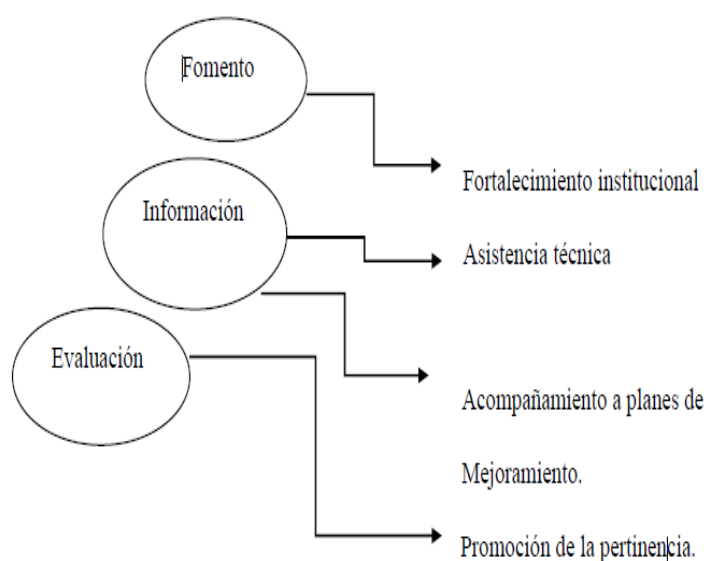 Fomento
Fortalecimiento institucional
Información
Asistencia técnica
Evaluación
Acompañamiento a planes de
Mejoramiento.
Promoción de la pertinencia.